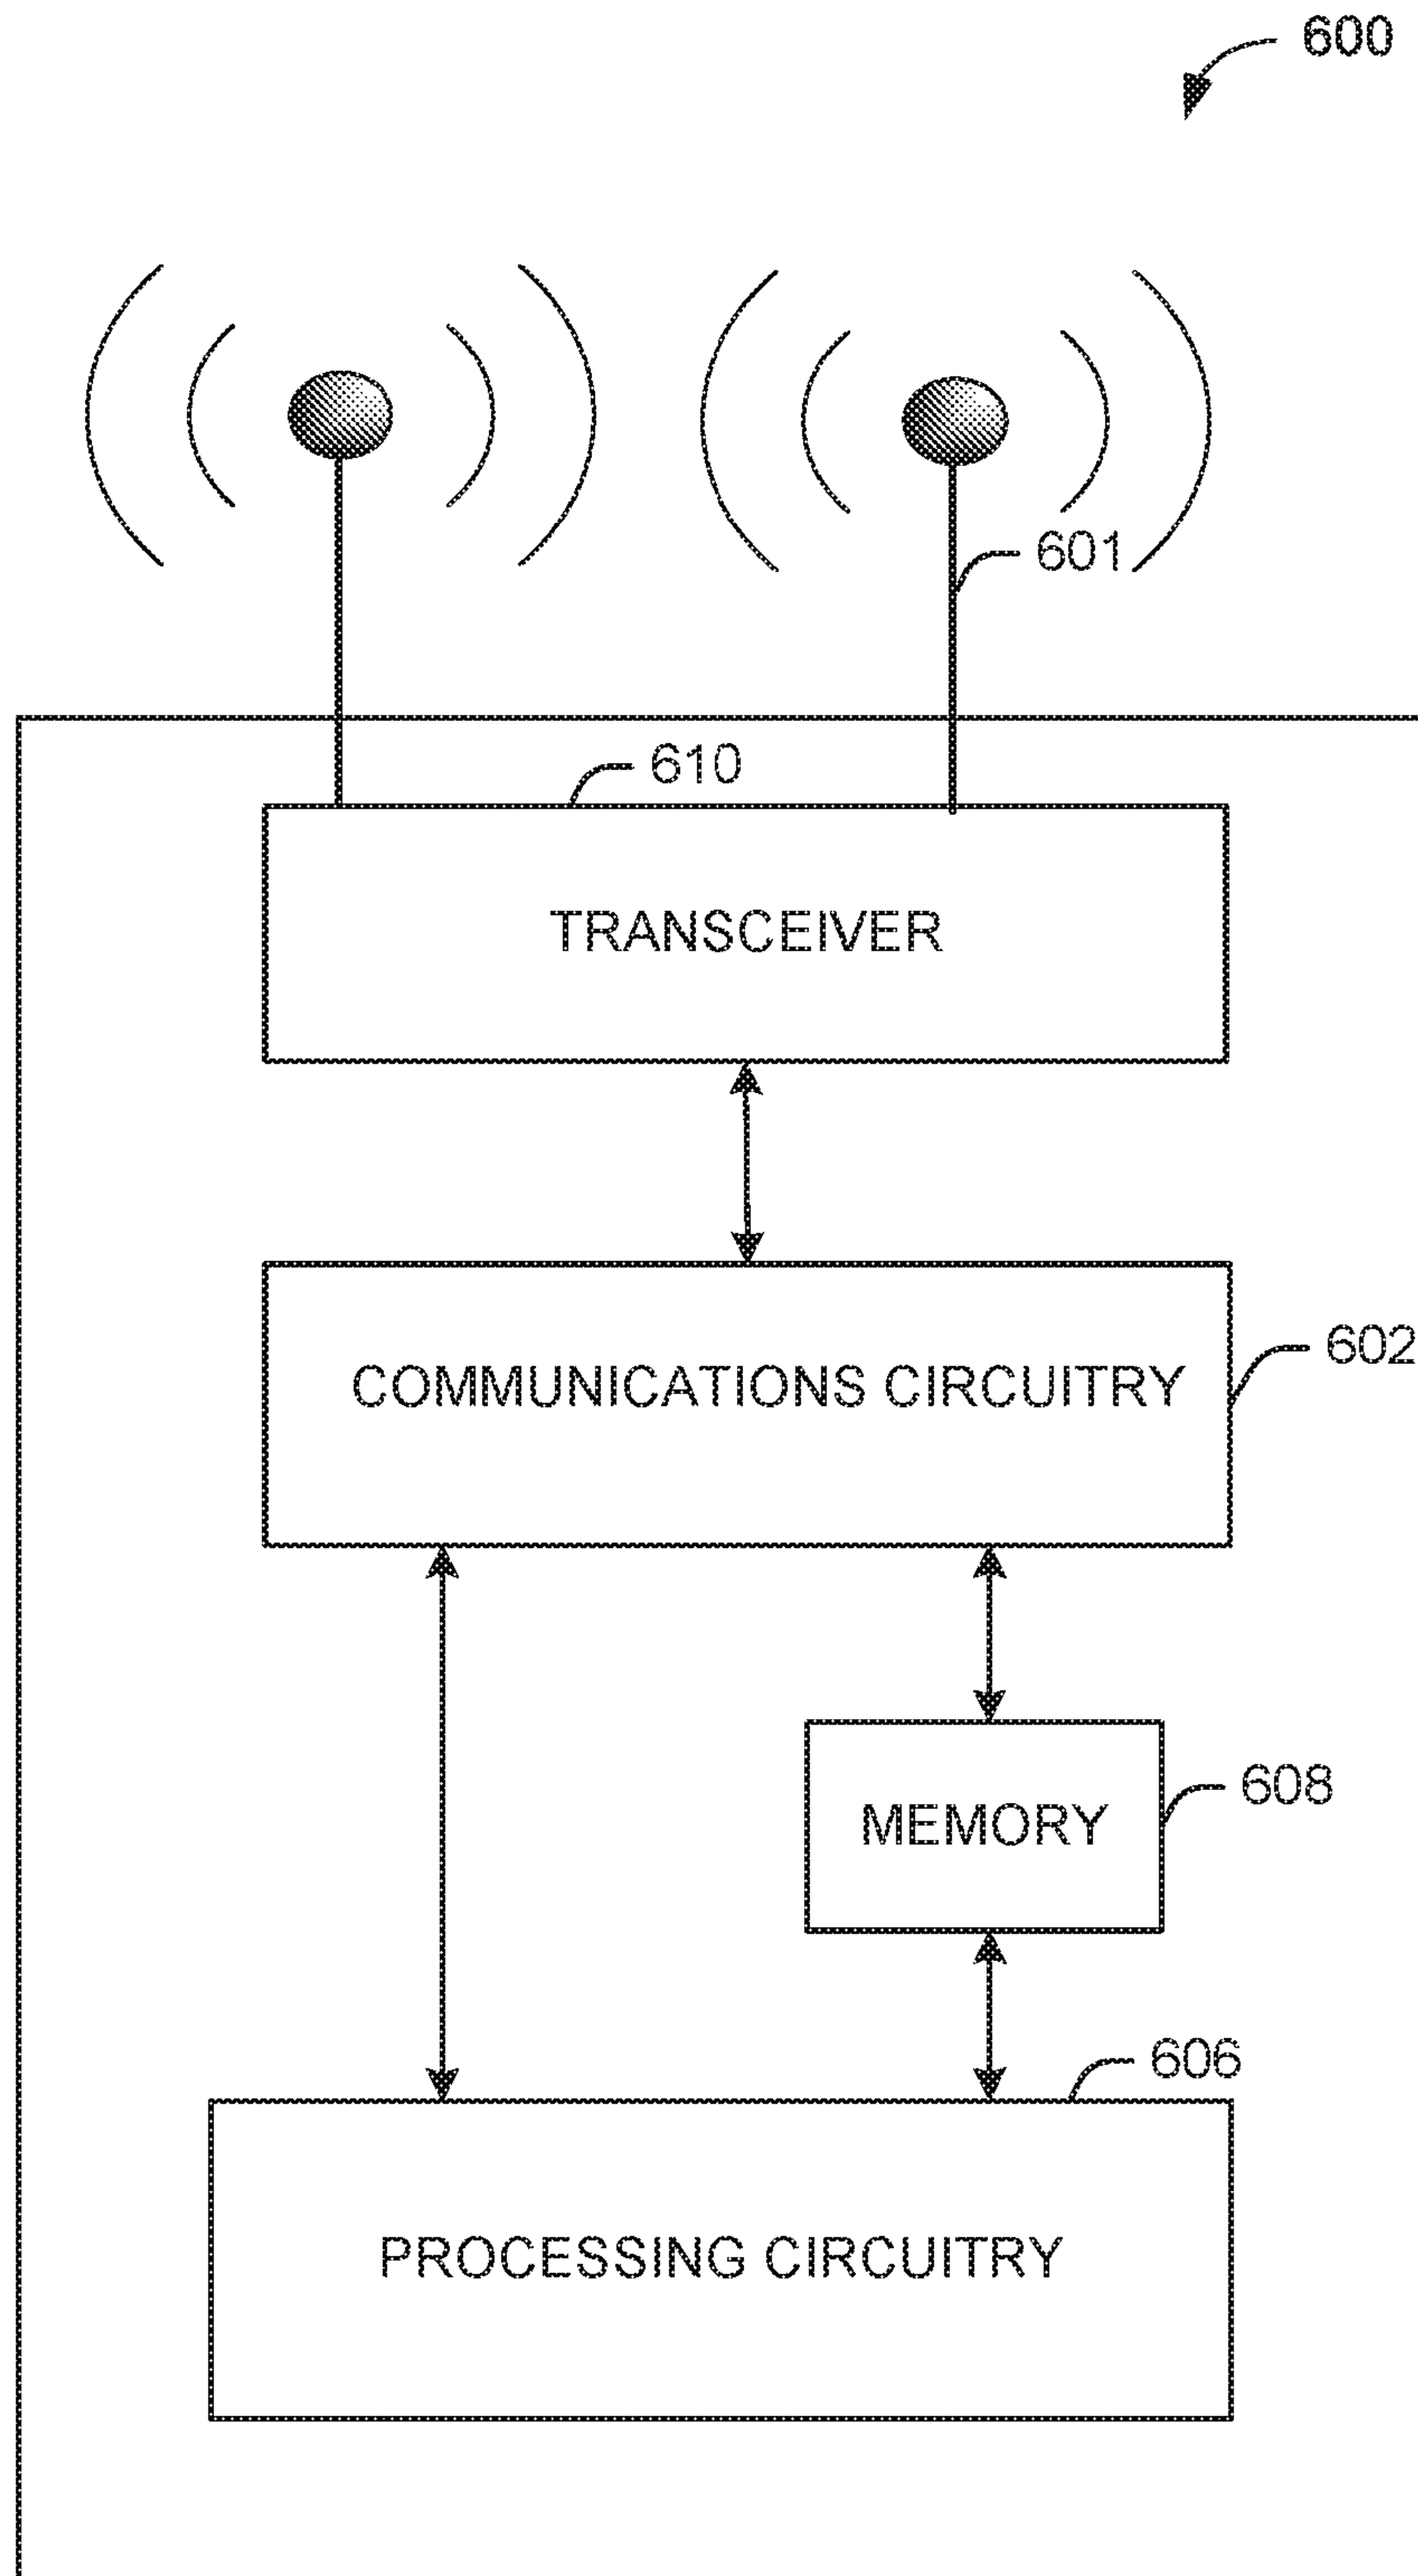 600
601
610
TRANSCEIVER
COMMUNICATIONS CIRCUITRY
602
MEMORY
608
606
PROCESSING CIRCUITRY